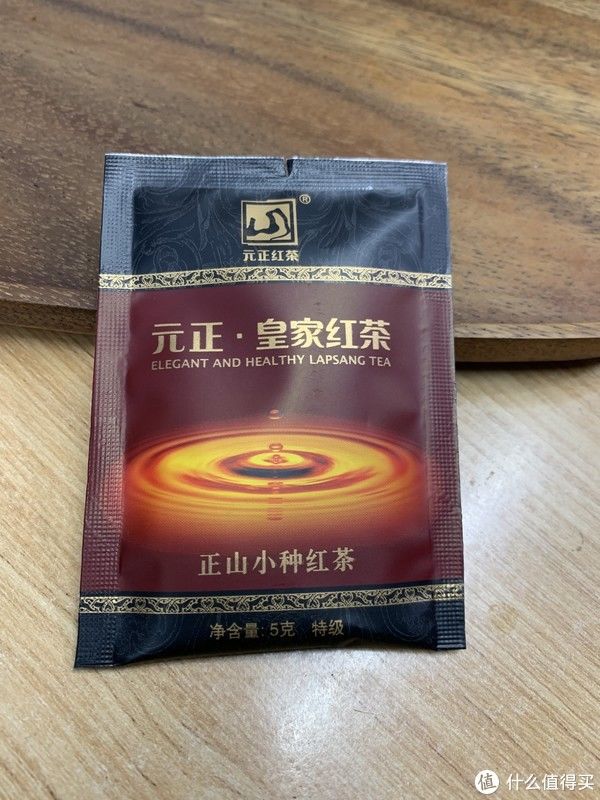 ®
元正红茶
元正·皇家红茶
ELEGANT AND HEALTHY LAPSANG TEA
正山小种红茶
净含量:5克 特级
值 什么值得买